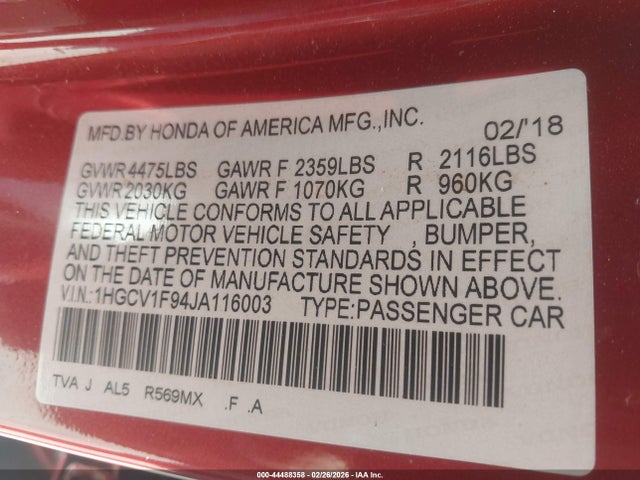 MFD.BY HONDA OF AMERICA MFG.,INC. 02/'18
GVWR 4475LBS GAWR F 2359LBS R 2116LBS
GVWR 2030KG GAWR F 1070KG R 960KG
THIS VEHICLE CONFORMS TO ALL APPLICABLE
FEDERAL MOTOR VEHICLE SAFETY , BUMPER,
AND THEFT PREVENTION STANDARDS IN EFFECT
ON THE DATE OF MANUFACTURE SHOWN ABOVE.
V.I.N.:1HGCV1F94JA116003 TYPE:PASSENGER CAR
TVA J AL5 R569MX .F .A
000-44488358 - 02/26/2026 - IAA Inc.